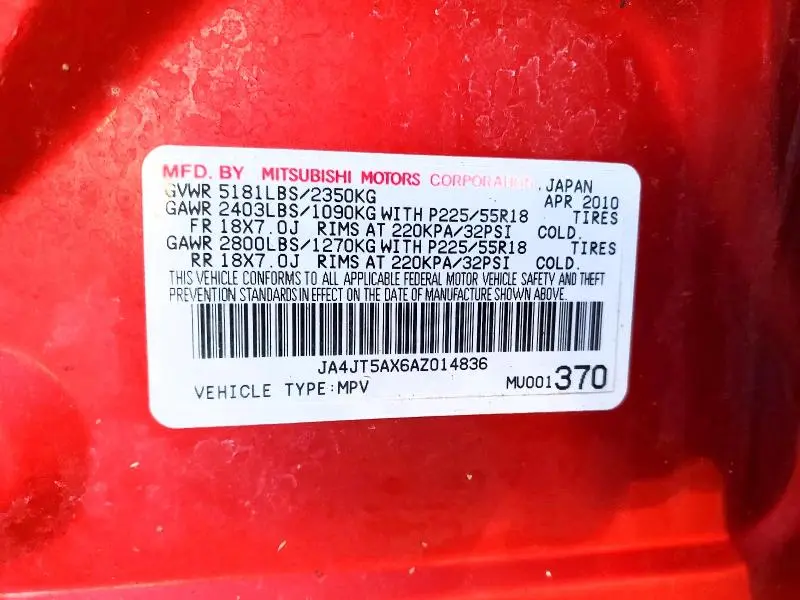 MFD. BY MITSUBISHI MOTORS CORPORATION, JAPAN
GVWR 5181LBS/2350KG APR 2010
GAWR 2403LBS/1090KG WITH P225/55R18 TIRES
FR 18X7.0J RIMS AT 220KPA/32PSI COLD.
GAWR 2800LBS/1270KG WITH P225/55R18 TIRES
RR 18X7.0J RIMS AT 220KPA/32PSI COLD.
THIS VEHICLE CONFORMS TO ALL APPLICABLE FEDERAL MOTOR VEHICLE SAFETY AND THEFT
PREVENTION STANDARDS IN EFFECT ON THE DATE OF MANUFACTURE SHOWN ABOVE.
JA4JT5AX6AZ014836
VEHICLE TYPE:MPV MU001370